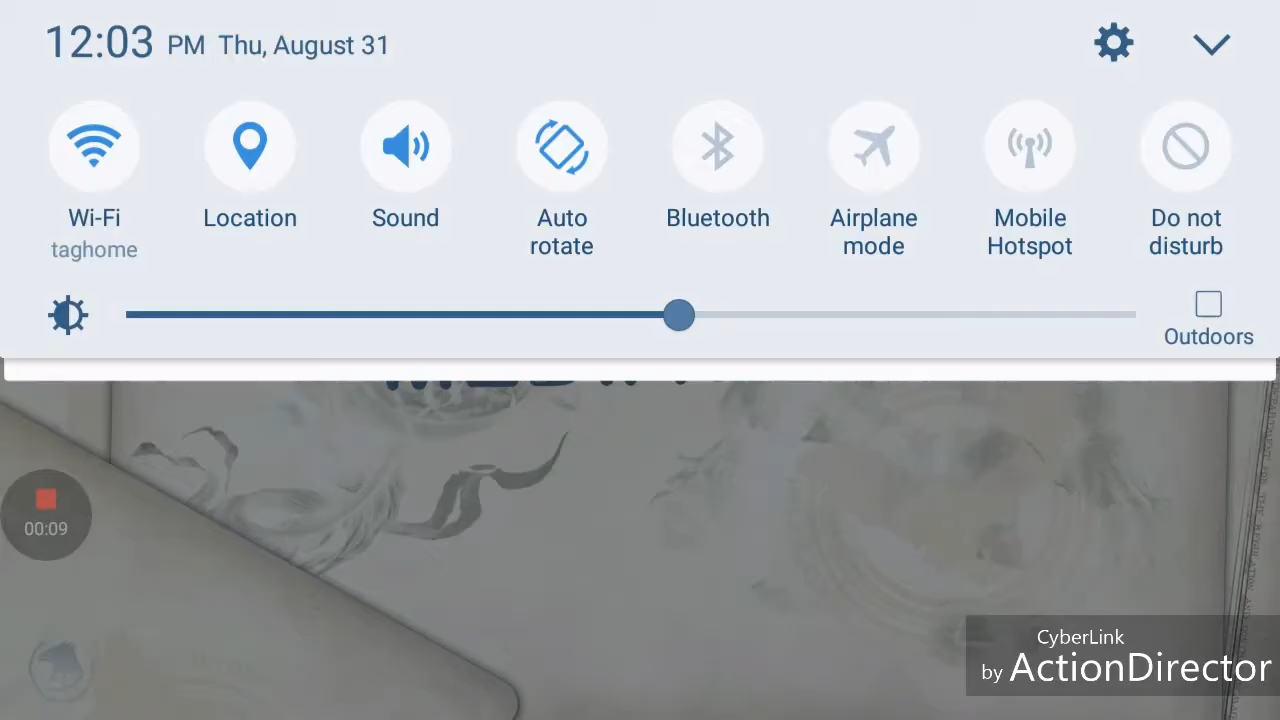 12:03 PM Thu, August 31
Wi-Fi
taghome
Location
Sound
Auto
rotate
Bluetooth
Airplane
mode
Mobile
Hotspot
Do not
disturb
Outdoors
00:09
CyberLink
by ActionDirector